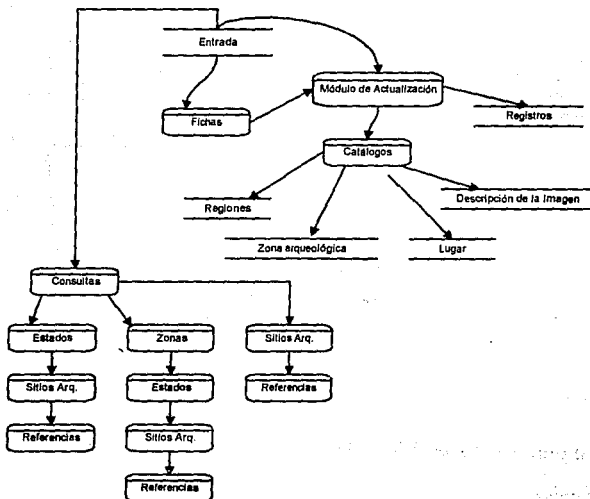 Entrada
Módulo de Actualización
Fichas
Registros
Catálogos
Regiones
Descripción de la Imagen
Zona arqueológica
Lugar
Consultas
Estados
Zonas
Sitios Arq.
Sitios Arq.
Estados
Referencias
Referencias
Sitios Arq.
Referencias